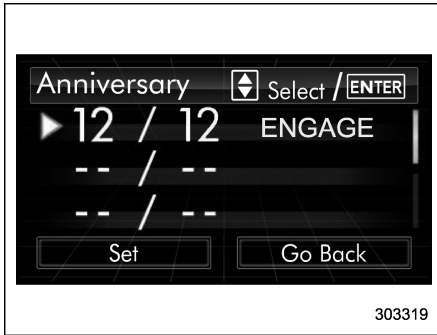 Anniversary Select / ENTER
12 / 12 ENGAGE
-- / --
-- / --
Set Go Back
303319